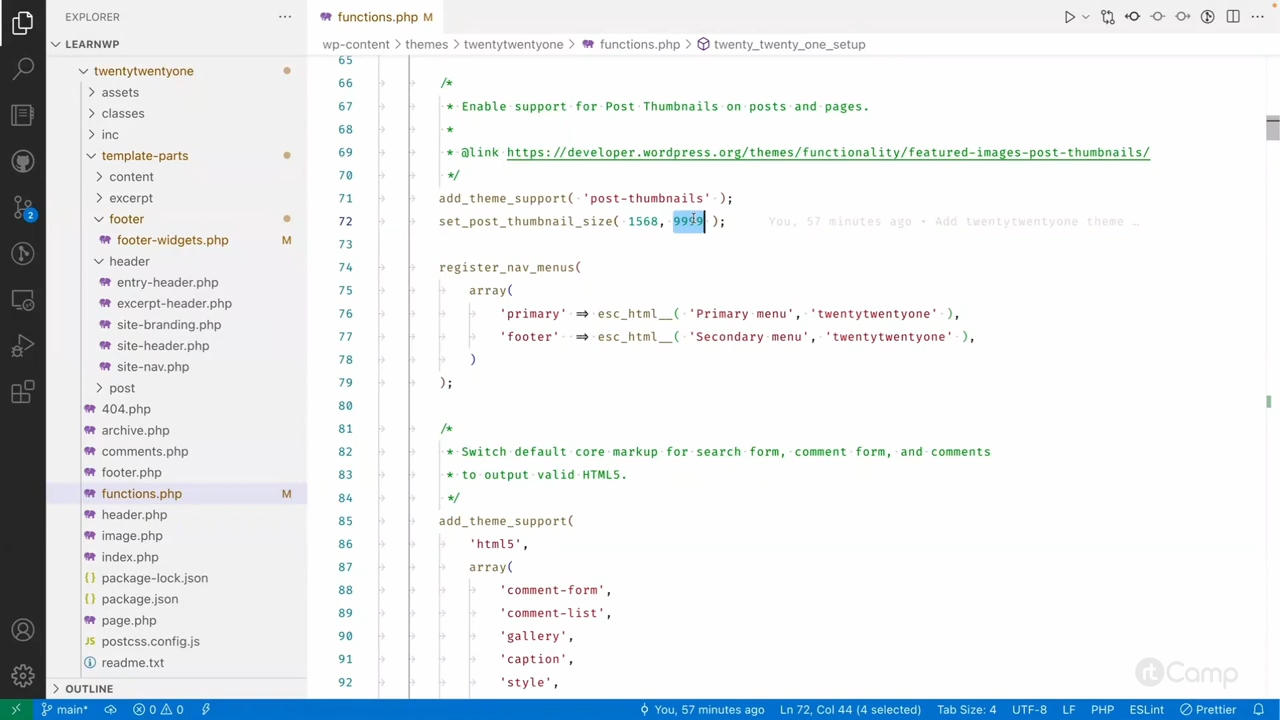 EXPLORER
LEARNWP
twentytwentyone
assets
classes
inc
template-parts
content
excerpt
footer
footer-widgets.php M
header
entry-header.php
excerpt-header.php
site-branding.php
site-header.php
site-nav.php
post
404.php
archive.php
comments.php
footer.php
functions.php M
header.php
image.php
index.php
{} package-lock.json
{} package.json
page.php
JS postcss.config.js
readme.txt
OUTLINE
2
functions.php M
wp-content > themes > twentytwentyone > functions.php > twenty_twenty_one_setup
65
66 /*
67 * Enable support for Post Thumbnails on posts and pages.
68 *
69 * @link https://developer.wordpress.org/themes/functionality/featured-images-post-thumbnails/
70 */
71 add_theme_support( 'post-thumbnails' );
72 set_post_thumbnail_size( 1568, 9999 ); You, 57 minutes ago • Add twentytwentyone theme …
73
74 register_nav_menus(
75 array(
76 'primary' => esc_html__( 'Primary menu', 'twentytwentyone' ),
77 'footer' => esc_html__( 'Secondary menu', 'twentytwentyone' ),
78 )
79 );
80
81 /*
82 * Switch default core markup for search form, comment form, and comments
83 * to output valid HTML5.
84 */
85 add_theme_support(
86 'html5',
87 array(
88 'comment-form',
89 'comment-list',
90 'gallery',
91 'caption',
92 'style',
rtCamp
main* 0 0 You, 57 minutes ago Ln 72, Col 44 (4 selected) Tab Size: 4 UTF-8 LF PHP ESLint Prettier